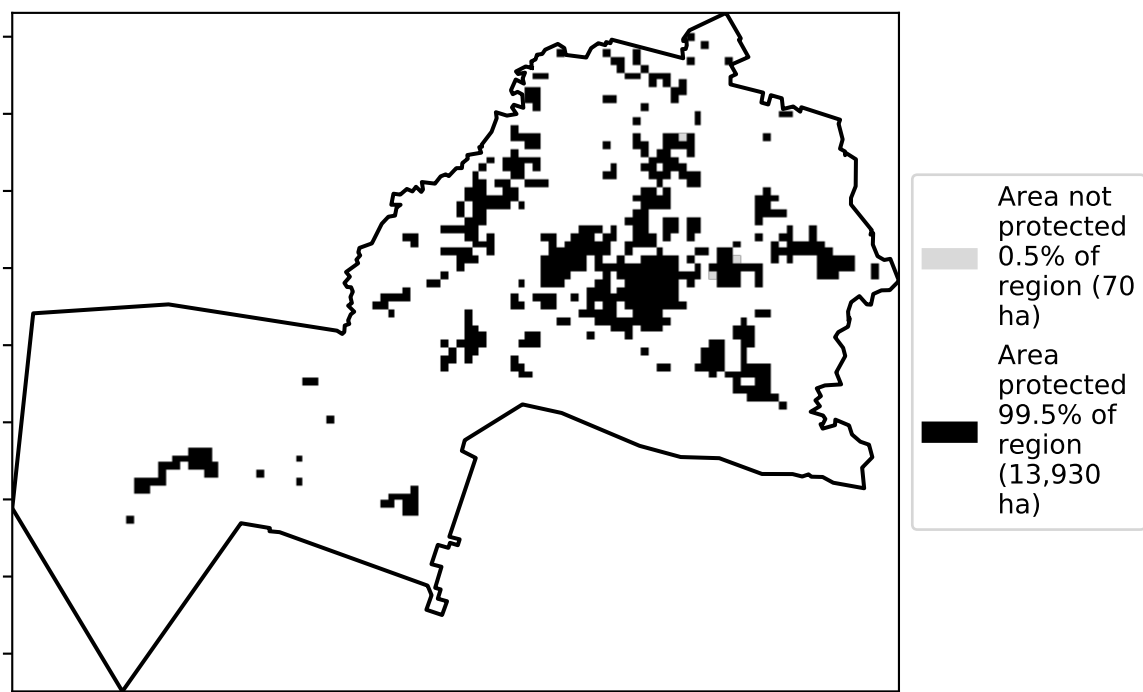 Area not
protected
0.5% of
region (70
ha)
Area
protected
99.5% of
region
(13,930
ha)